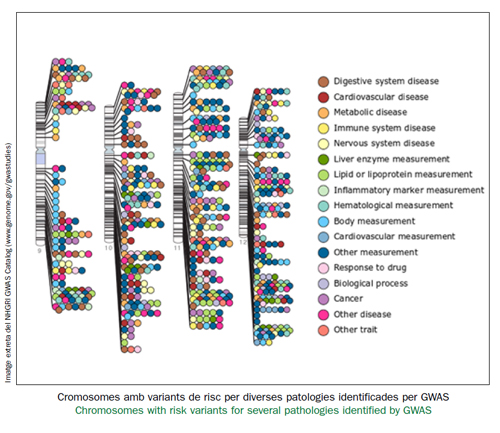 Imatge extreta del NHGRI GWAS Catalog (www.genome.gov/gwastudies)
9
10
11
12
Digestive system disease
Cardiovascular disease
Metabolic disease
Immune system disease
Nervous system disease
Liver enzyme measurement
Lipid or lipoprotein measurement
Inflammatory marker measurement
Hematological measurement
Body measurement
Cardiovascular measurement
Other measurement
Response to drug
Biological process
Cancer
Other disease
Other trait
Cromosomes amb variants de risc per diverses patologies identificades per GWAS
Chromosomes with risk variants for several pathologies identified by GWAS